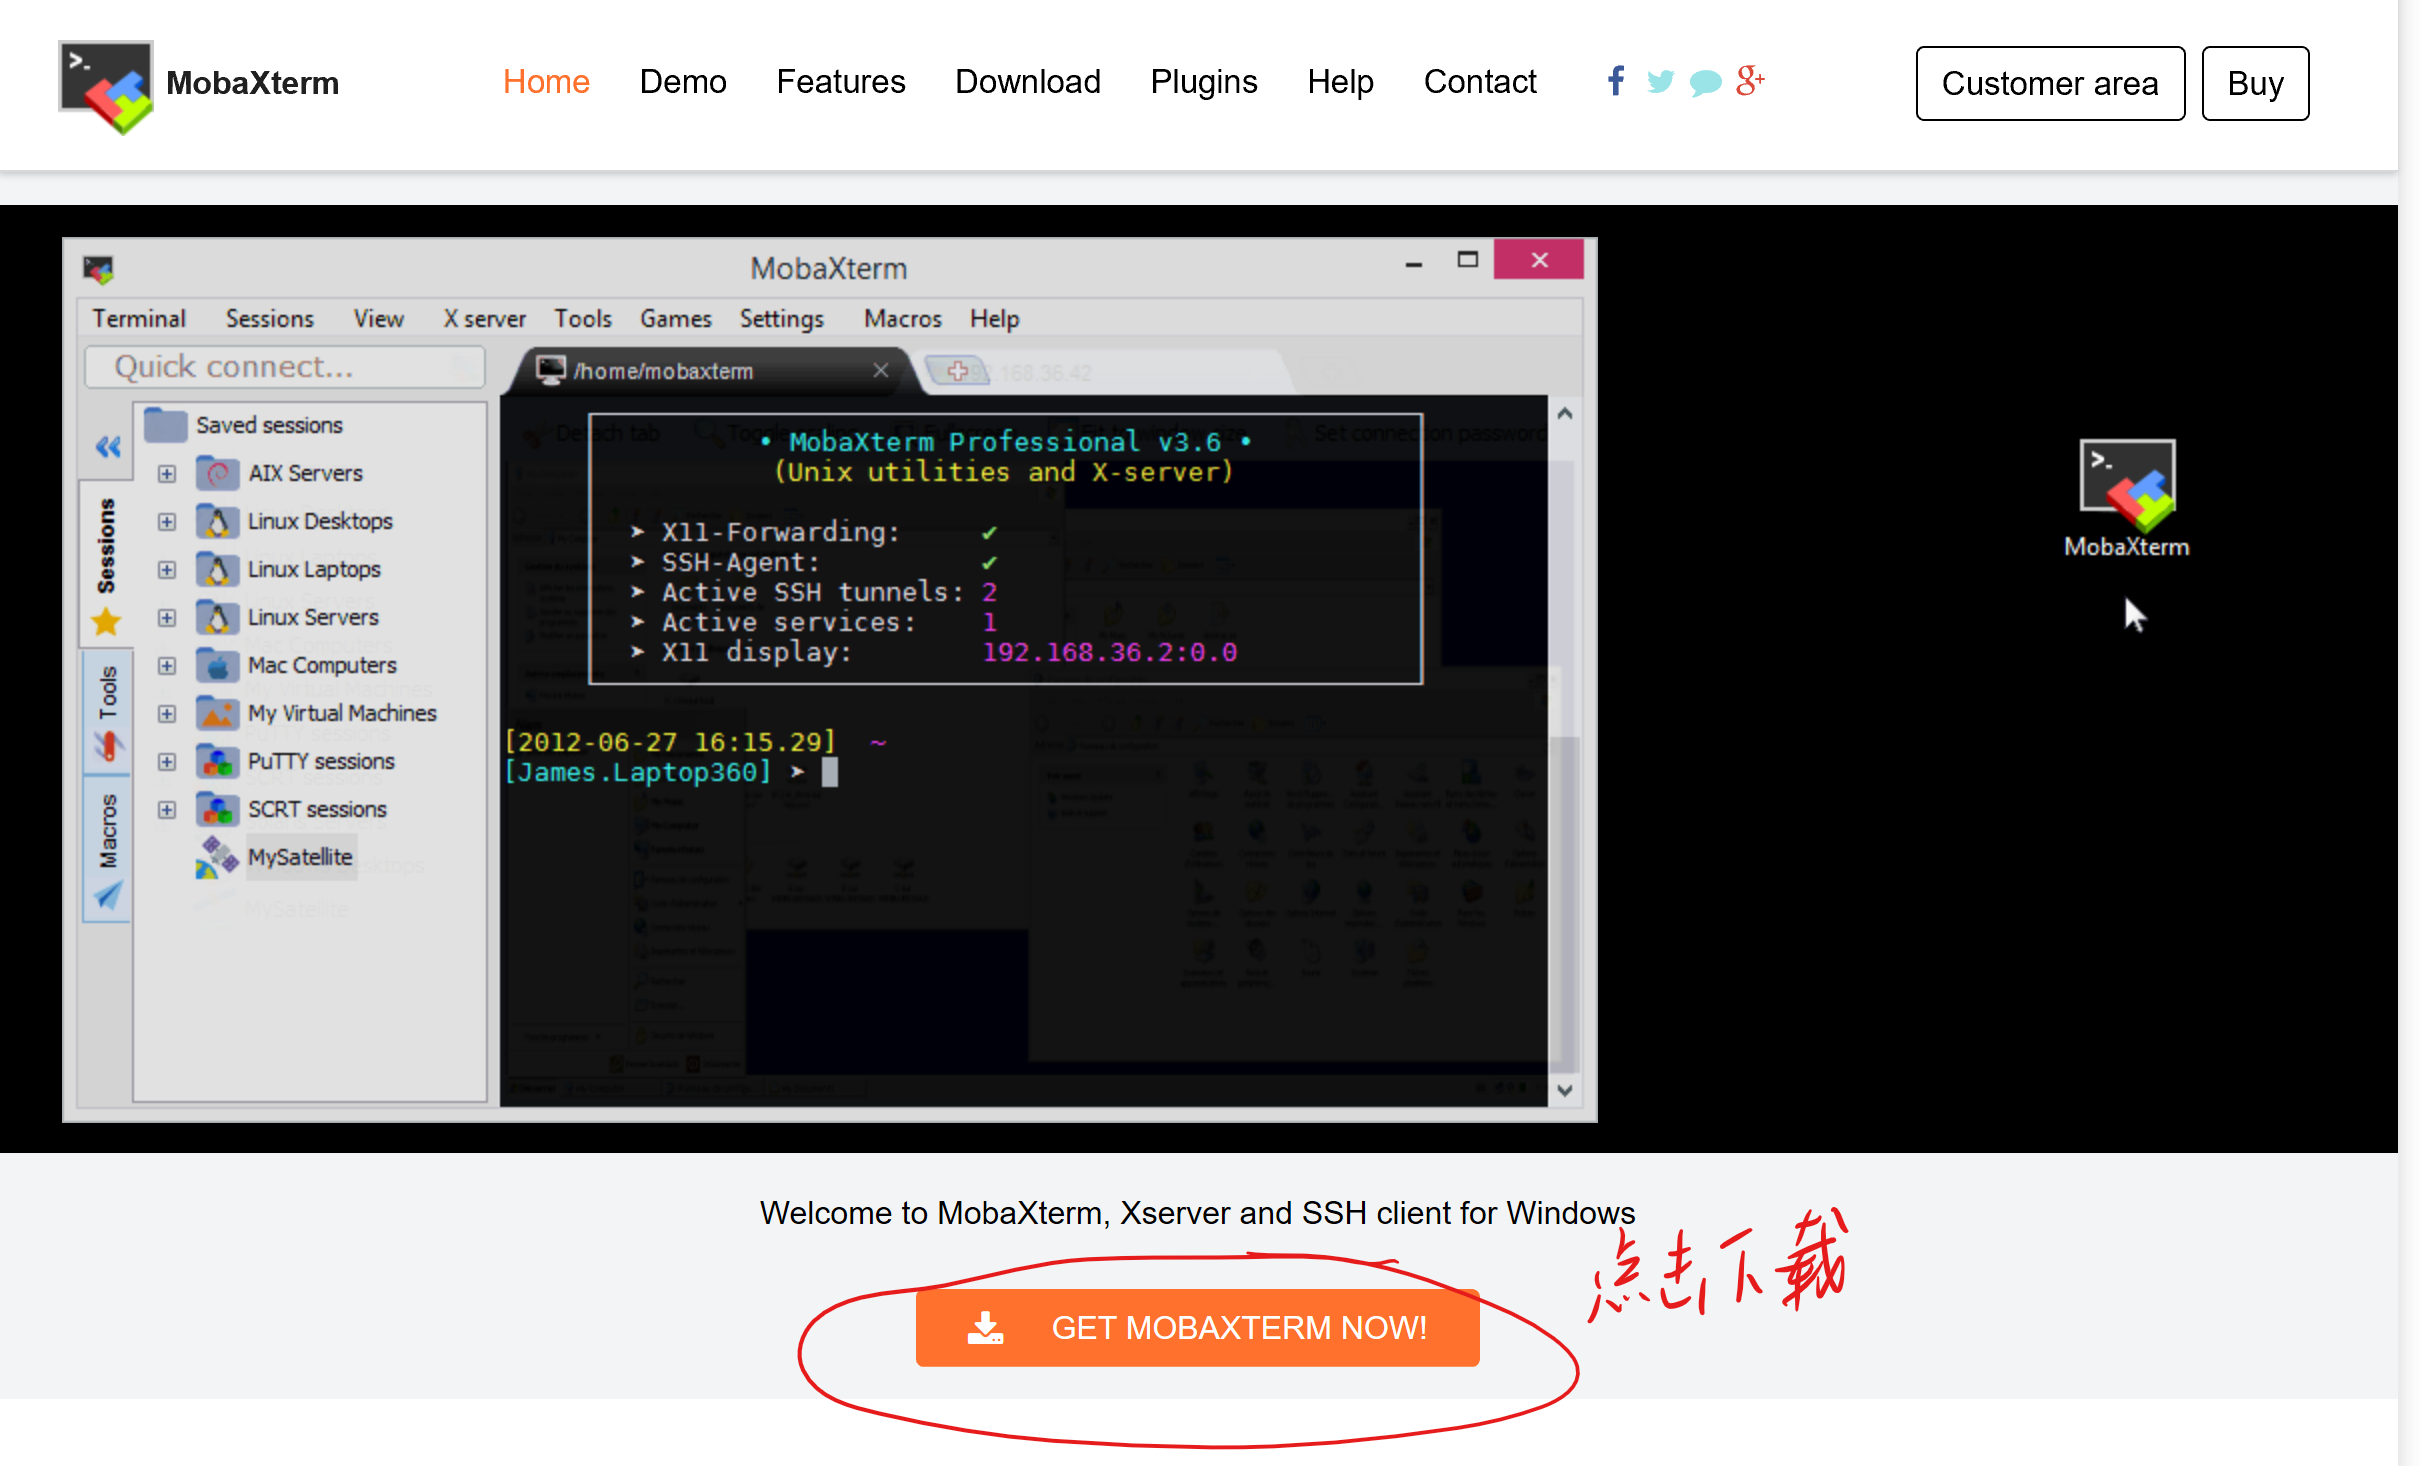 MobaXterm
Home Demo Features Download Plugins Help Contact
Customer area Buy
MobaXterm
Terminal Sessions View X server Tools Games Settings Macros Help
Quick connect...
/home/mobaxterm
Saved sessions
AIX Servers
Linux Desktops
Linux Laptops
Linux Servers
Mac Computers
My Virtual Machines
PuTTY sessions
SCRT sessions
MySatellite
Sessions
Tools
Macros
Detach tab Set connection password
• MobaXterm Professional v3.6 •
(Unix utilities and X-server)
➤ X11-Forwarding: ✔
➤ SSH-Agent: ✔
➤ Active SSH tunnels: 2
➤ Active services: 1
➤ X11 display: 192.168.36.2:0.0
[2012-06-27 16:15.29] ~
[James.Laptop360] ➤
MobaXterm
Welcome to MobaXterm, Xserver and SSH client for Windows
点击下载
GET MOBAXTERM NOW!